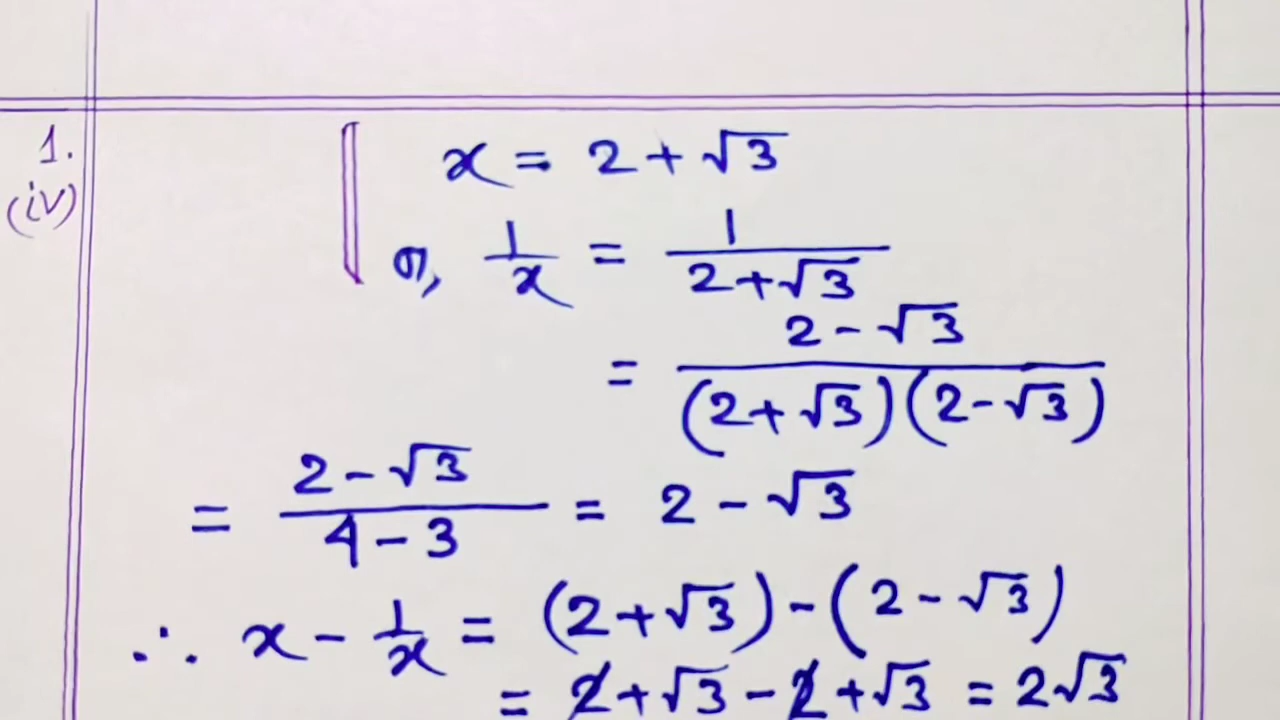 1.
(iv)
x = 2 + √3
বা, 1/x = 1/(2 + √3)
= (2 - √3)/((2 + √3)(2 - √3))
= (2 - √3)/(4 - 3) = 2 - √3
∴ x - 1/x = (2 + √3) - (2 - √3)
= 2 + √3 - 2 + √3 = 2√3